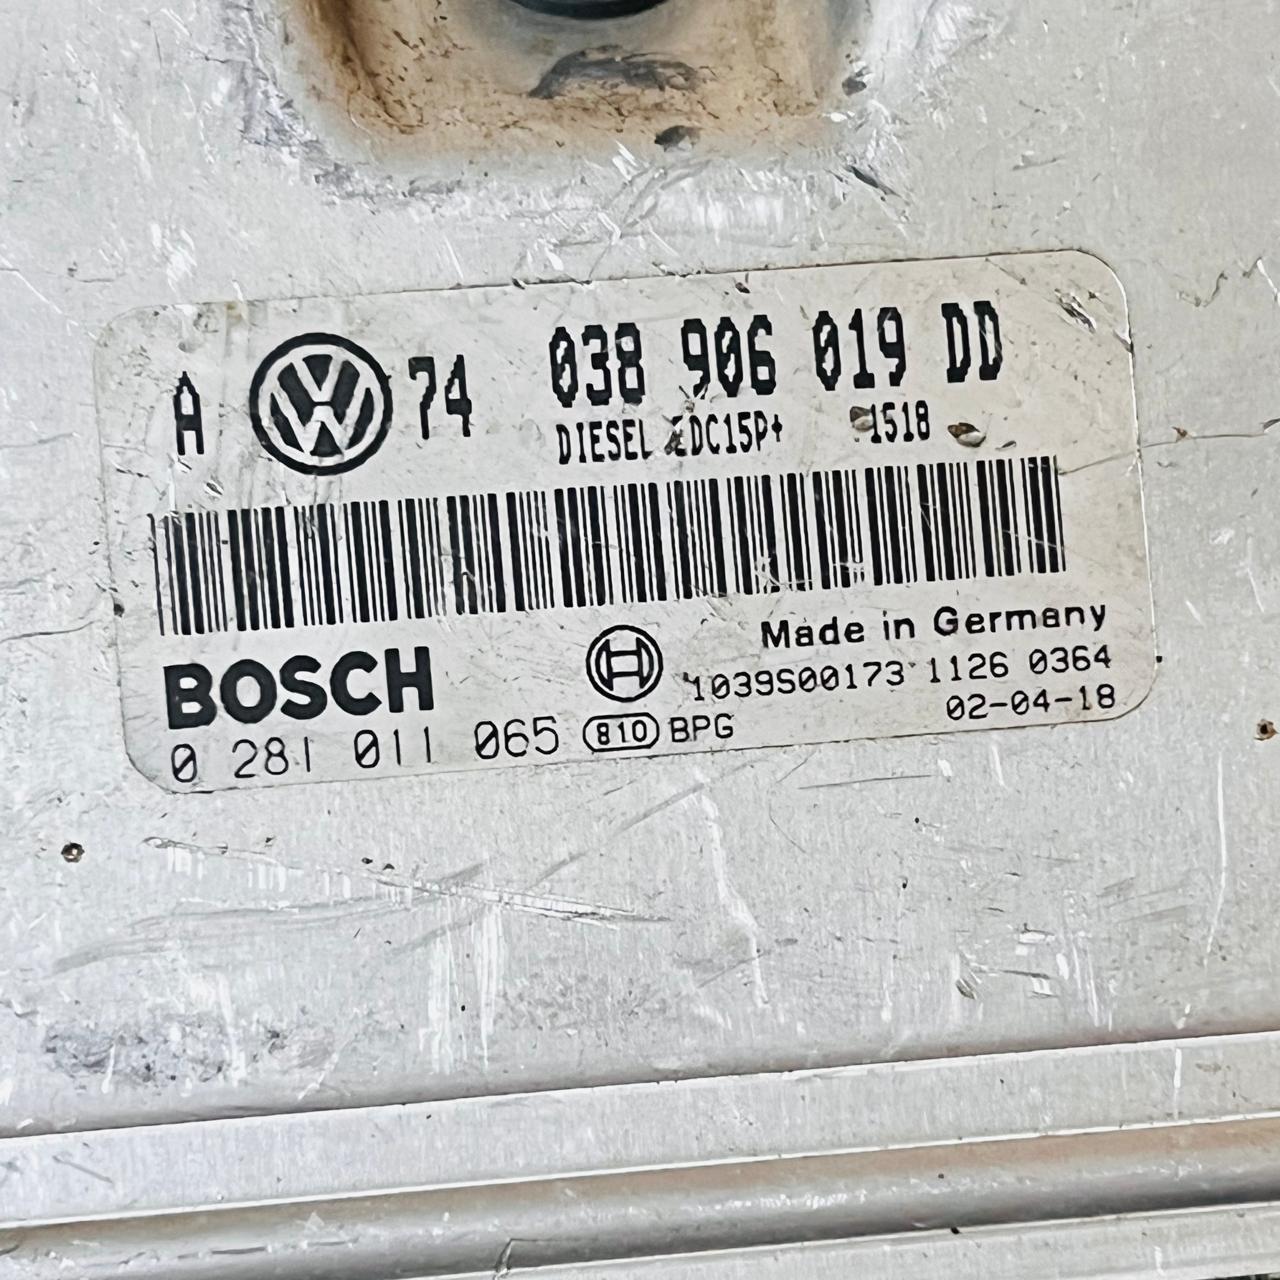 A VW 74 038 906 019 DD
DIESEL EDC15P+ 1518
Made in Germany
BOSCH
1039S00173 1126 0364
0 281 011 065 810 BPG 02-04-18